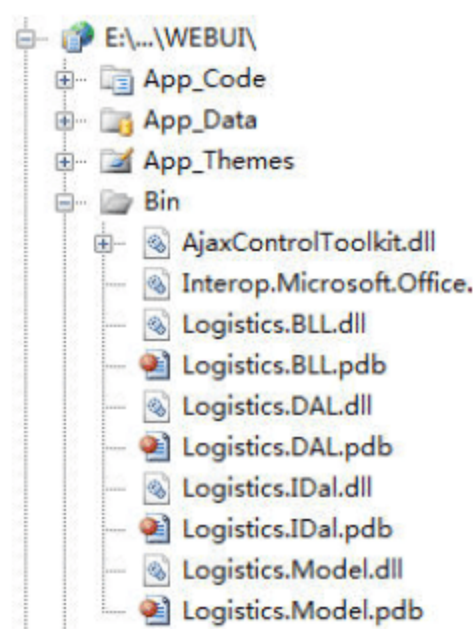 E:\...\WEBUI\
App_Code
App_Data
App_Themes
Bin
AjaxControlToolkit.dll
Interop.Microsoft.Office.
Logistics.BLL.dll
Logistics.BLL.pdb
Logistics.DAL.dll
Logistics.DAL.pdb
Logistics.IDal.dll
Logistics.IDal.pdb
Logistics.Model.dll
Logistics.Model.pdb